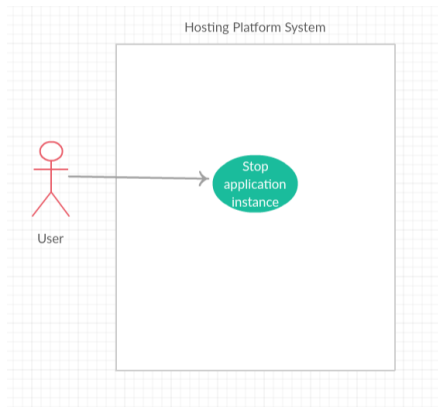 Hosting Platform System
Stop
application
instance
User